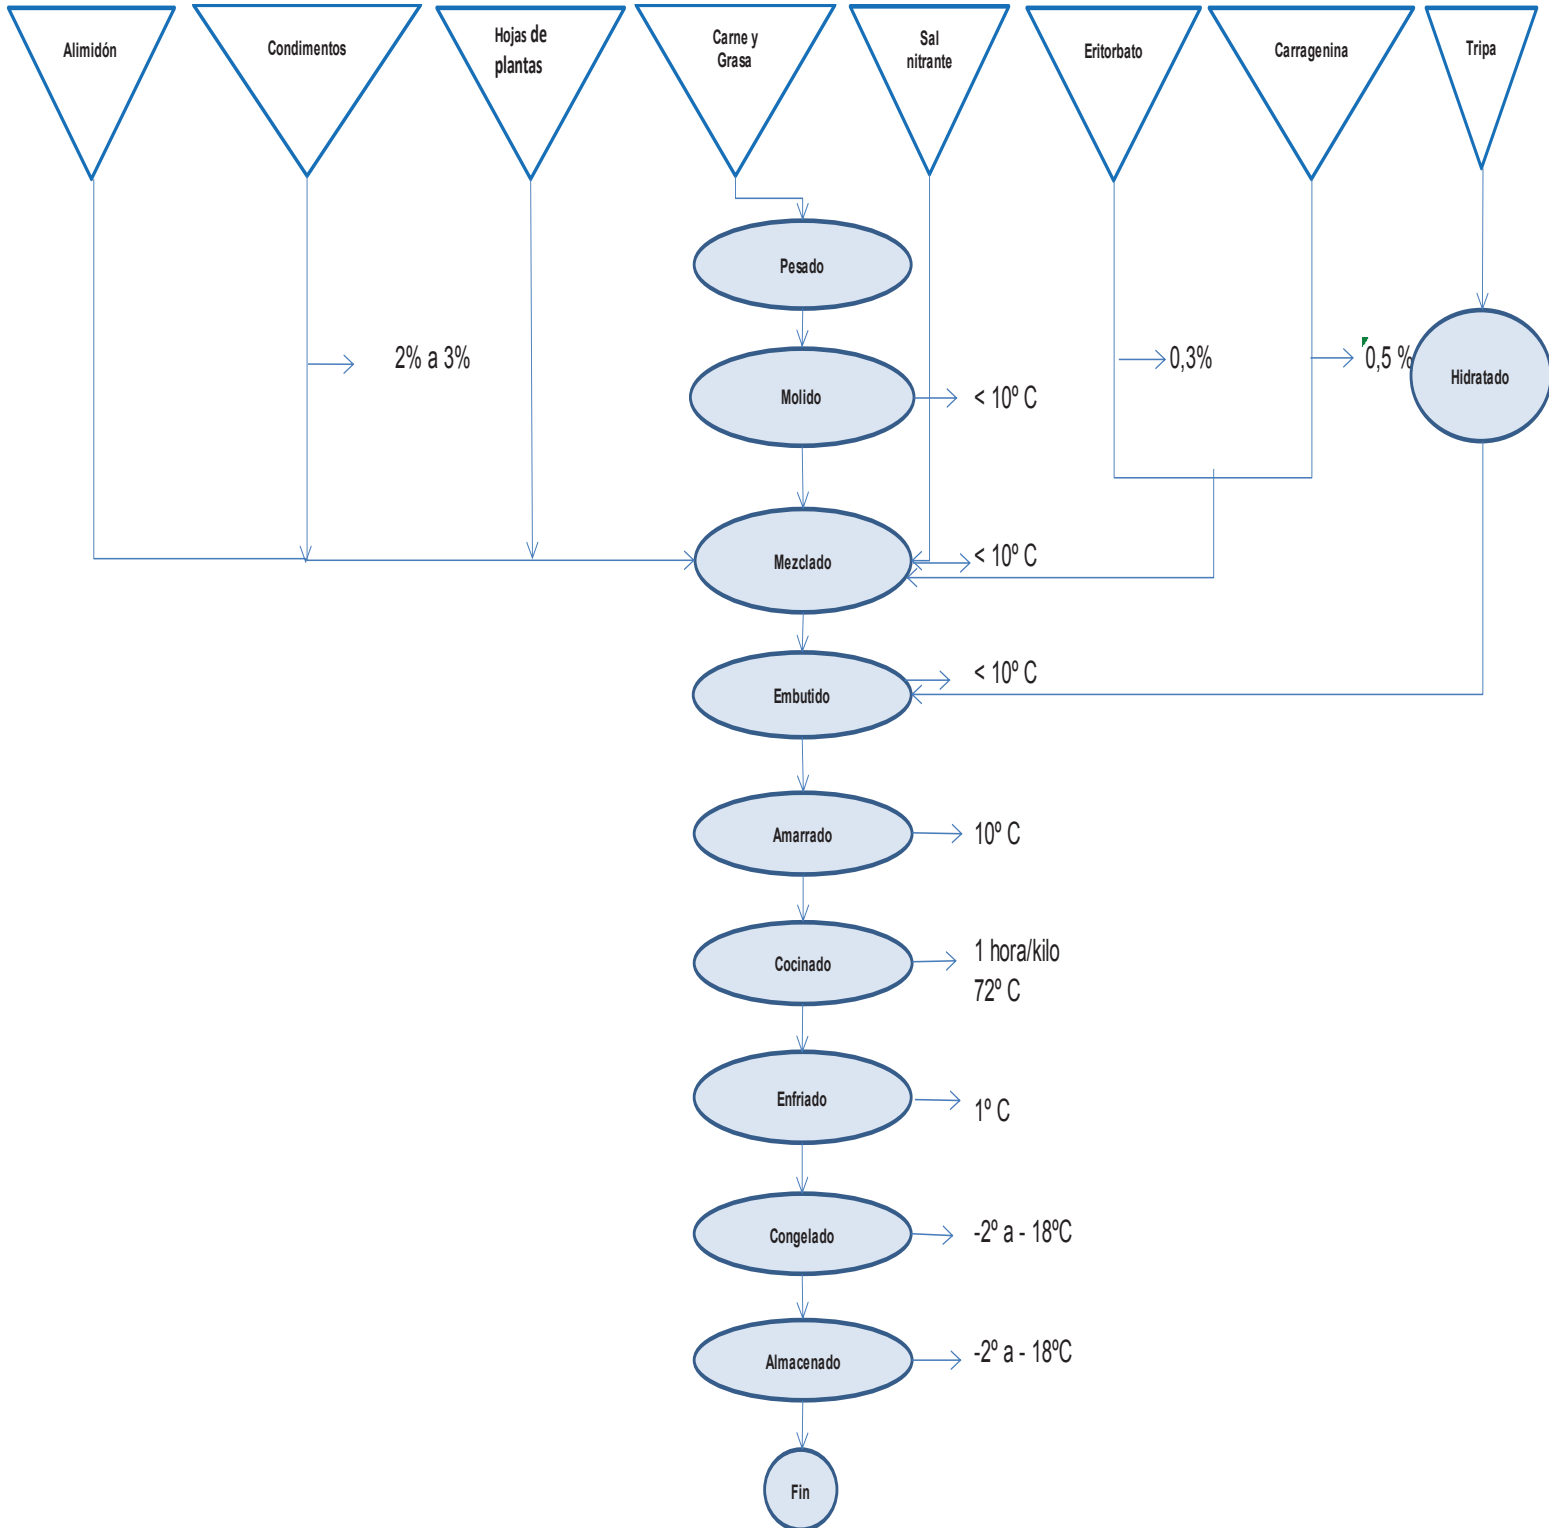 Alimidón
Condimentos
Hojas de
plantas
Carne y
Grasa
Sal
nitrante
Eritorbato
Carragenina
Tripa
Pesado
2% a 3%
0,3%
0,5 %
Hidratado
Molido
< 10º C
Mezclado
< 10º C
Embutido
< 10º C
Amarrado
10º C
Cocinado
1 hora/kilo
72º C
Enfriado
1º C
Congelado
-2º a - 18ºC
Almacenado
-2º a - 18ºC
Fin